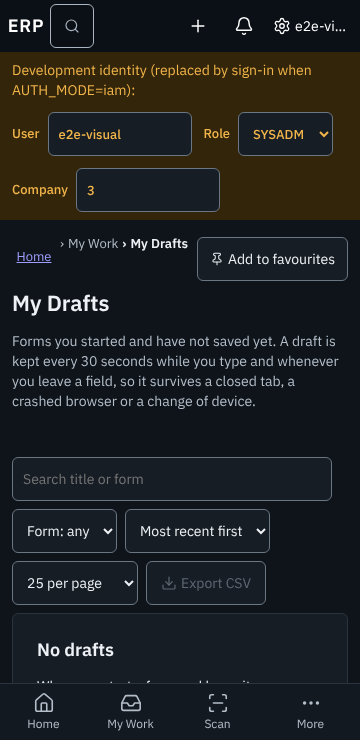 ERP
e2e-vi...
Development identity (replaced by sign-in when
AUTH_MODE=iam):
User e2e-visual Role SYSADM
Company 3
Home › My Work › My Drafts
Add to favourites
My Drafts
Forms you started and have not saved yet. A draft is
kept every 30 seconds while you type and whenever
you leave a field, so it survives a closed tab, a
crashed browser or a change of device.
Search title or form
Form: any Most recent first
25 per page Export CSV
No drafts
Home My Work Scan More